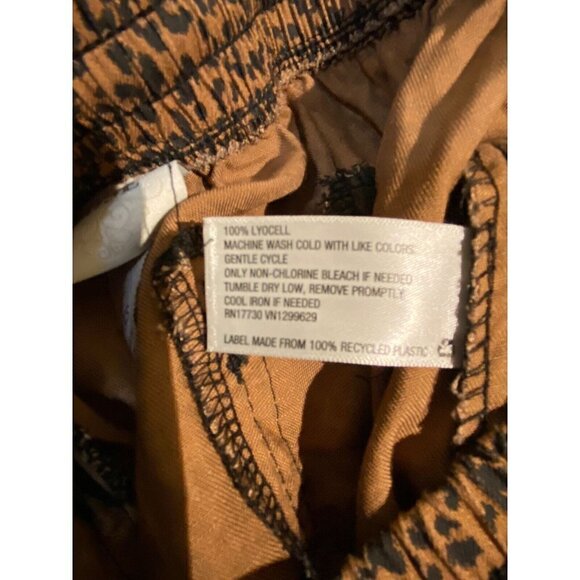 100% LYOCELL
MACHINE WASH COLD WITH LIKE COLORS.
GENTLE CYCLE
ONLY NON-CHLORINE BLEACH IF NEEDED
TUMBLE DRY LOW, REMOVE PROMPTLY
COOL IRON IF NEEDED
RN17730 VN1299629
LABEL MADE FROM 100% RECYCLED PLASTIC